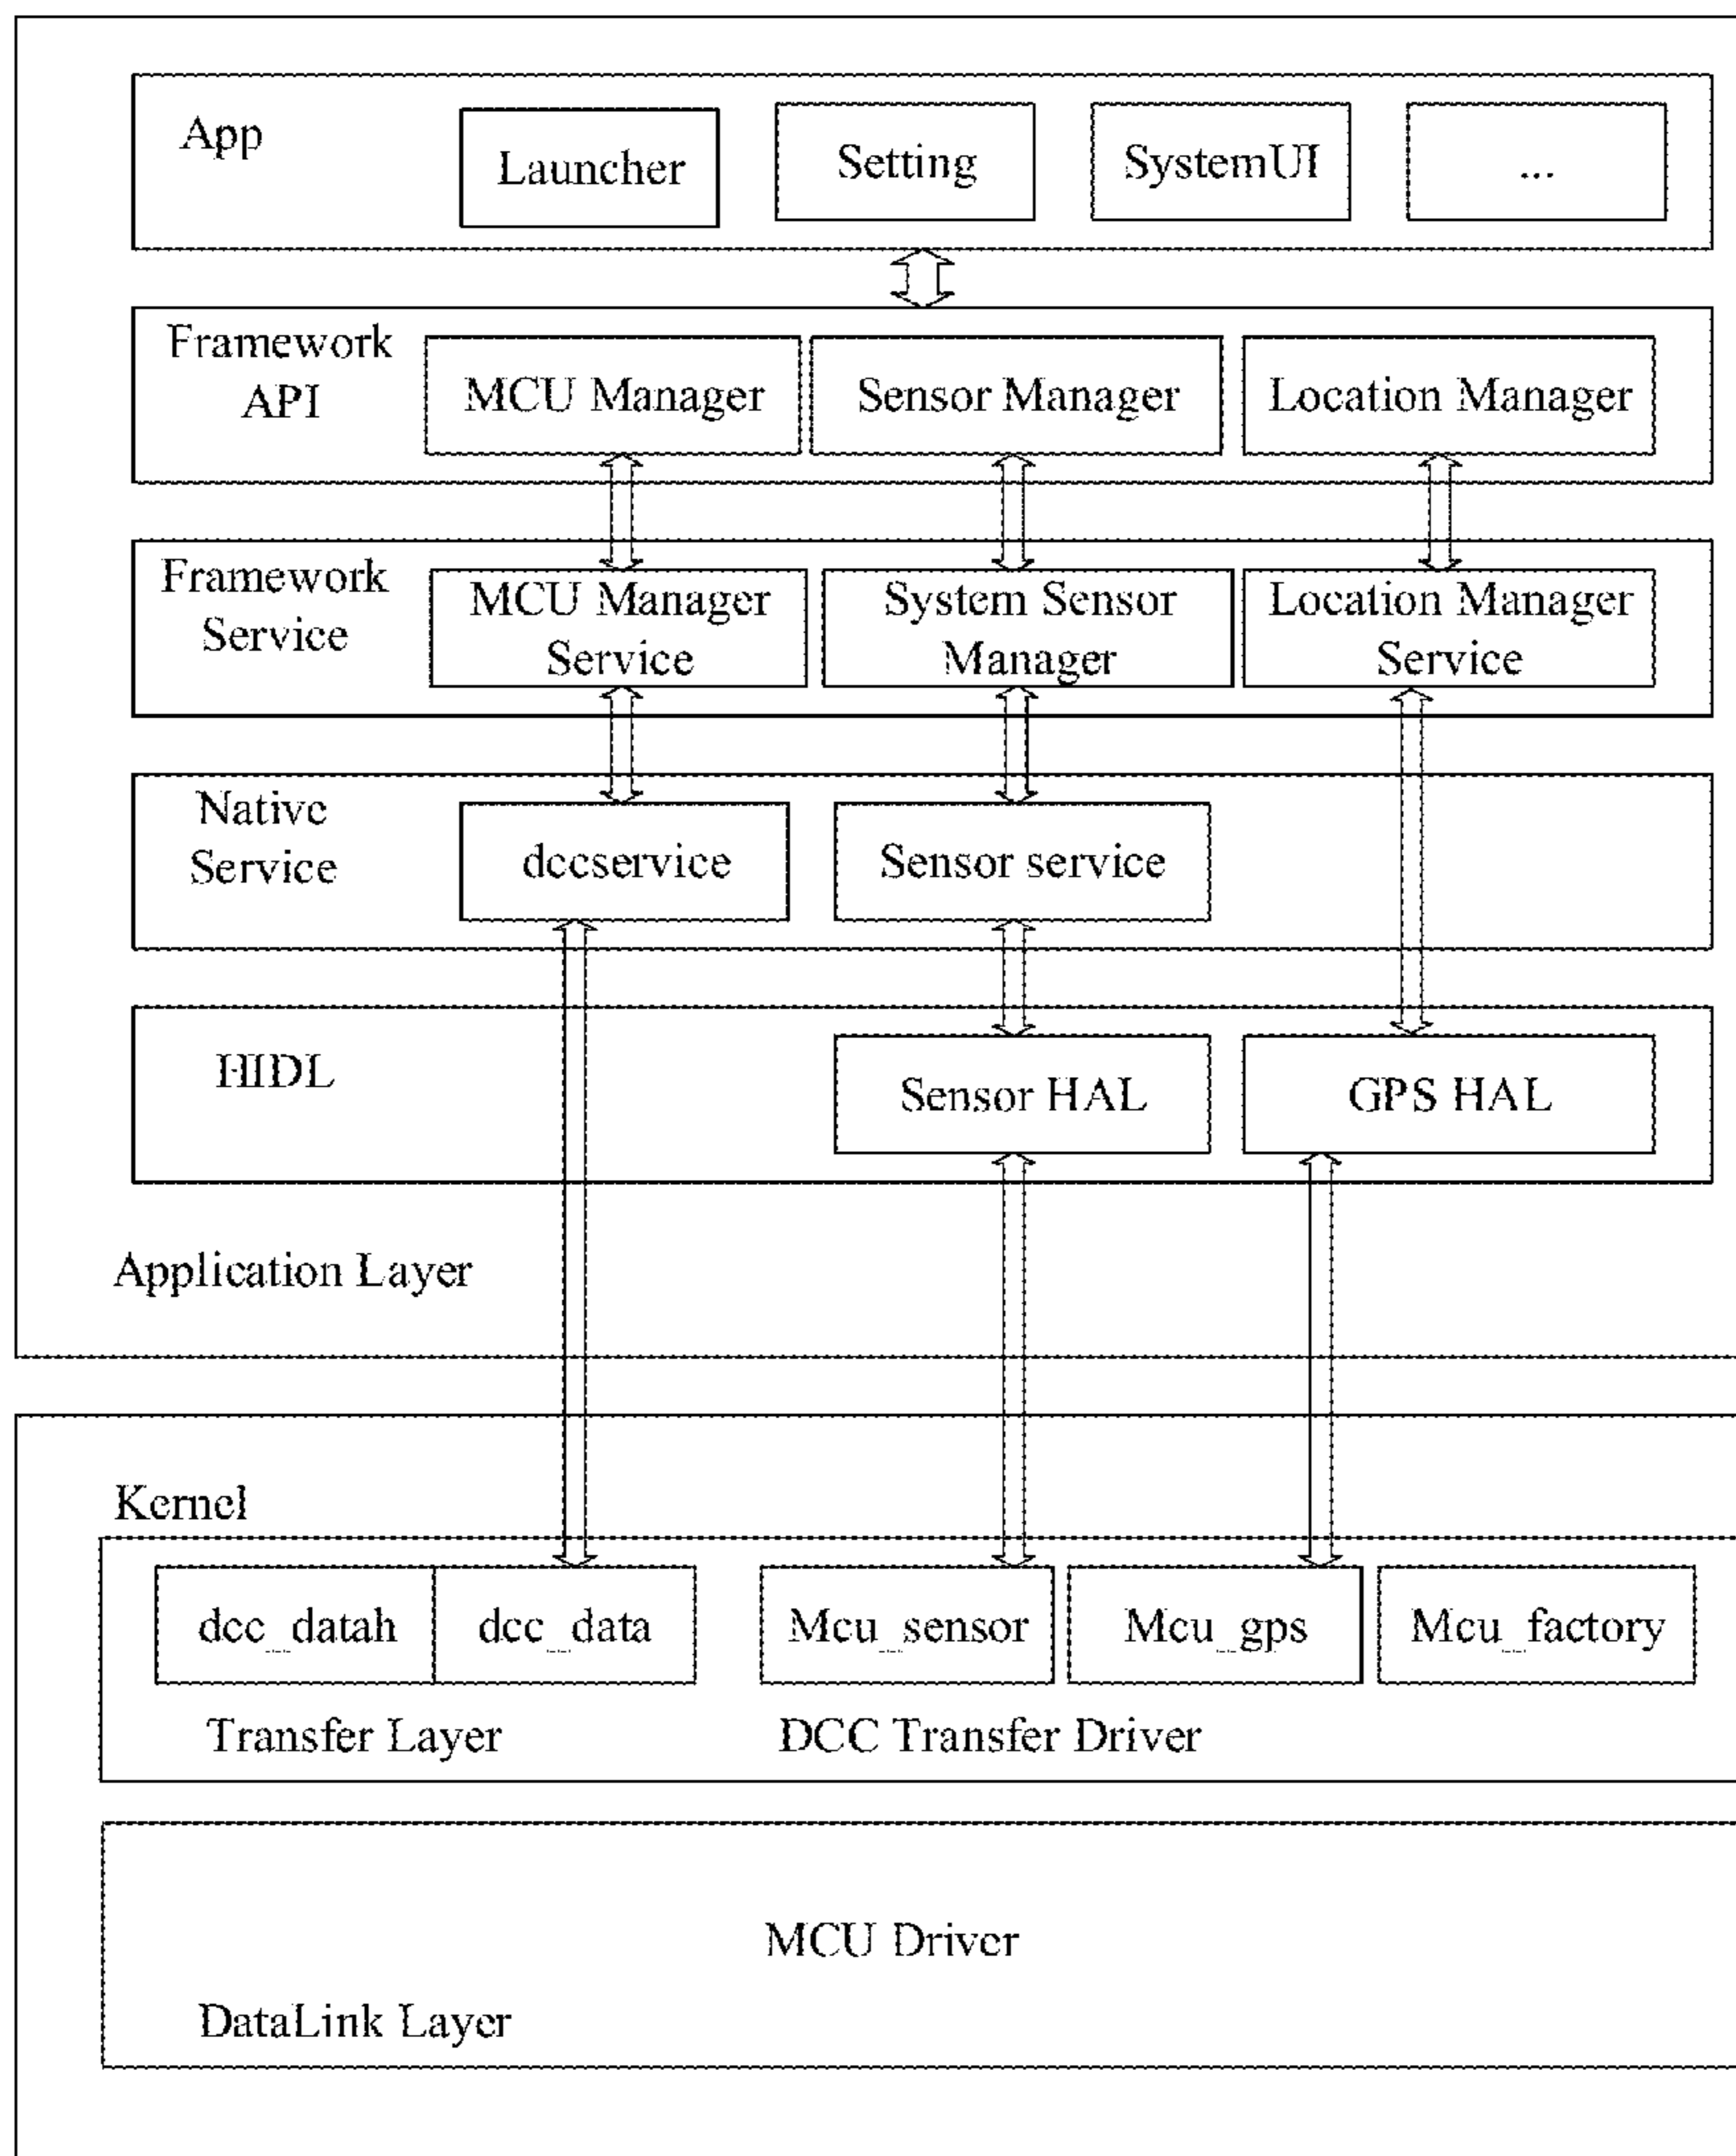 App
Launcher
Setting
SystemUI
...
Framework
API
MCU Manager
Sensor Manager
Location Manager
Framework
Service
MCU Manager
Service
System Sensor
Manager
Location Manager
Service
Native
Service
dccservice
Sensor service
HIDL
Sensor HAL
GPS HAL
Application Layer
Kernel
dcc_datah
dcc_data
Mcu_sensor
Mcu_gps
Mcu_factory
Transfer Layer
DCC Transfer Driver
MCU Driver
DataLink Layer